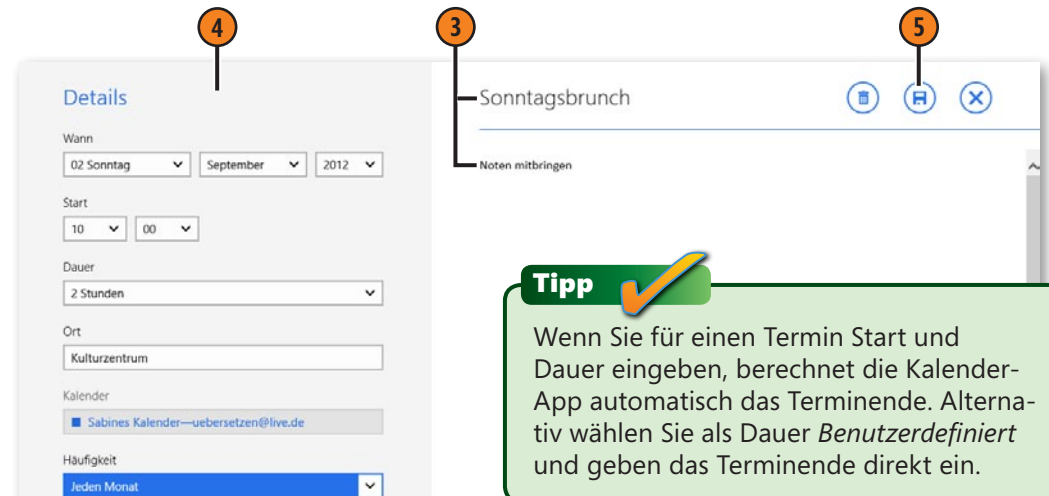 4
3
5
Details
Wann
02 Sonntag September 2012
Start
10 00
Dauer
2 Stunden
Ort
Kulturzentrum
Kalender
Sabines Kalender—uebersetzen@live.de
Häufigkeit
Jeden Monat
Sonntagsbrunch
Noten mitbringen
Tipp
Wenn Sie für einen Termin Start und
Dauer eingeben, berechnet die Kalender-
App automatisch das Terminende. Alterna-
tiv wählen Sie als Dauer Benutzerdefiniert
und geben das Terminende direkt ein.